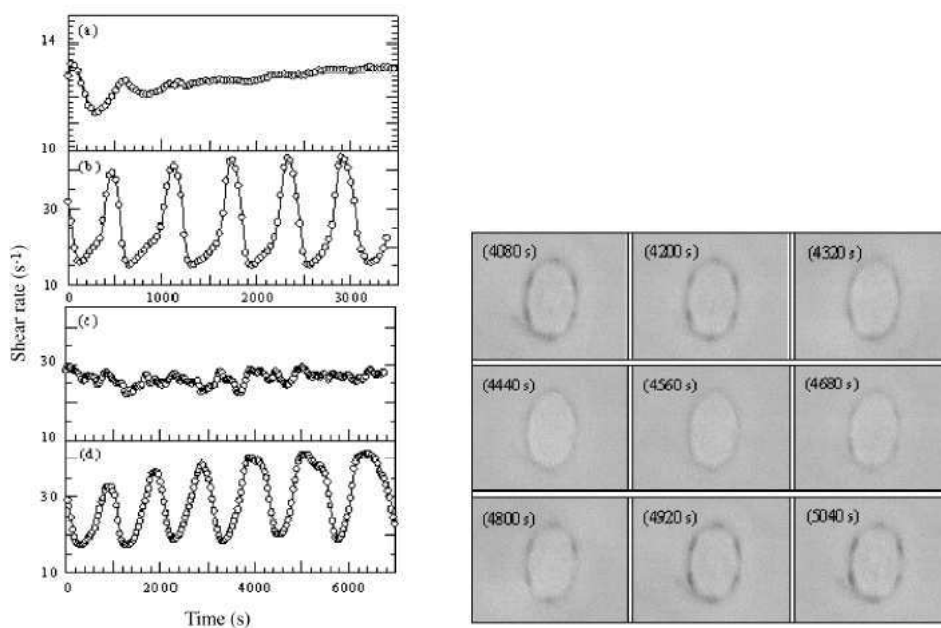 (a)
14
10
(b)
30
10
0 1000 2000 3000
(c)
30
10
(d)
30
10
0 2000 4000 6000
Shear rate (s-1)
Time (s)
(4080 s) (4200 s) (4320 s)
(4440 s) (4560 s) (4680 s)
(4800 s) (4920 s) (5040 s)